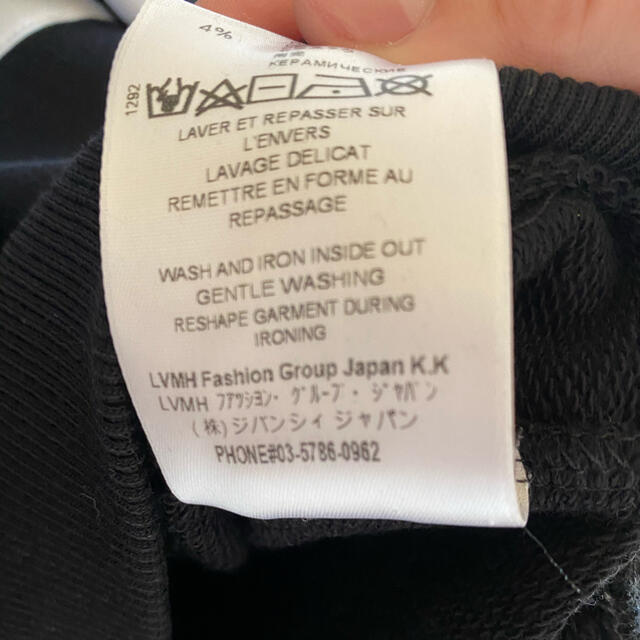 4%
КЕРАМИЧЕСКИЕ
1292
LAVER ET REPASSER SUR
L'ENVERS
LAVAGE DELICAT
REMETTRE EN FORME AU
REPASSAGE
WASH AND IRON INSIDE OUT
GENTLE WASHING
RESHAPE GARMENT DURING
IRONING
LVMH Fashion Group Japan K.K
LVMH ファッション・グループ・ジャパン
(株)ジバンシィ ジャパン
PHONE#03-5786-0962